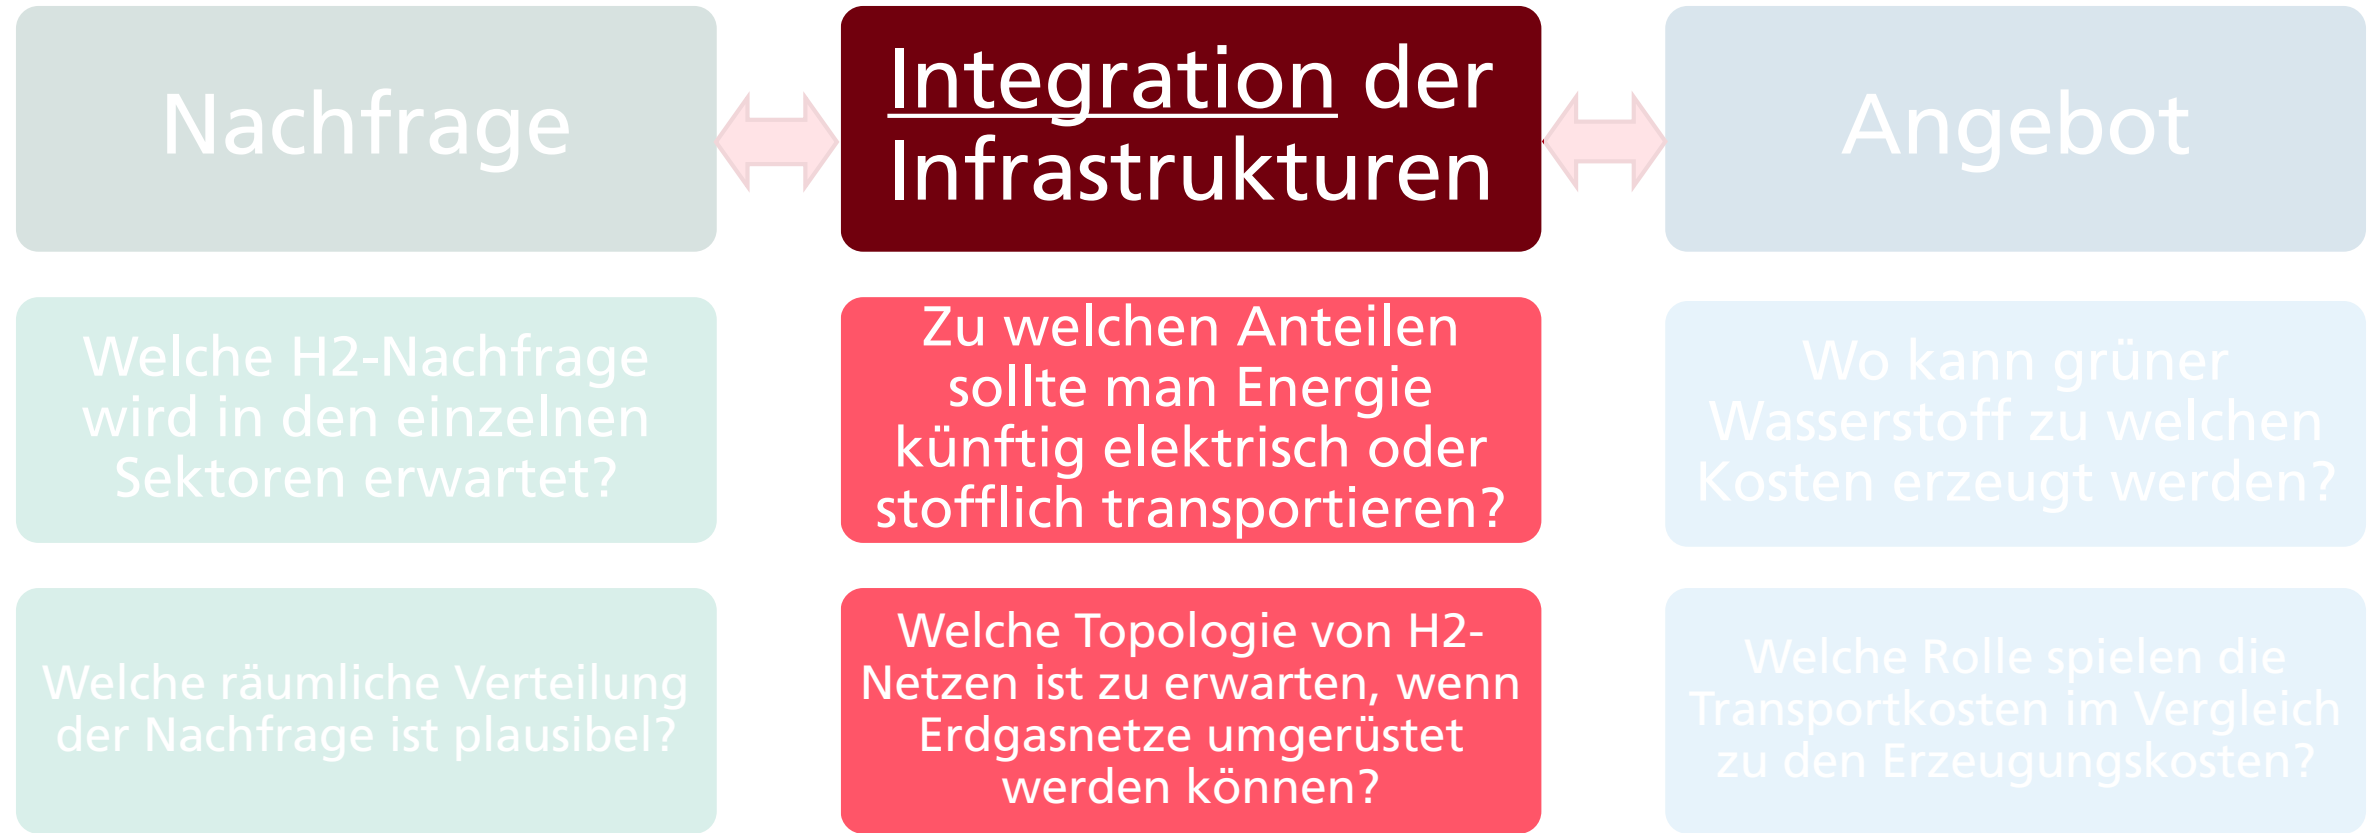 Nachfrage
Integration der
Infrastrukturen
Angebot
Welche H2-Nachfrage
wird in den einzelnen
Sektoren erwartet?
Zu welchen Anteilen
sollte man Energie
künftig elektrisch oder
stofflich transportieren?
Wo kann grüner
Wasserstoff zu welchen
Kosten erzeugt werden?
Welche räumliche Verteilung
der Nachfrage ist plausibel?
Welche Topologie von H2-
Netzen ist zu erwarten, wenn
Erdgasnetze umgerüstet
werden können?
Welche Rolle spielen die
Transportkosten im Vergleich
zu den Erzeugungskosten?